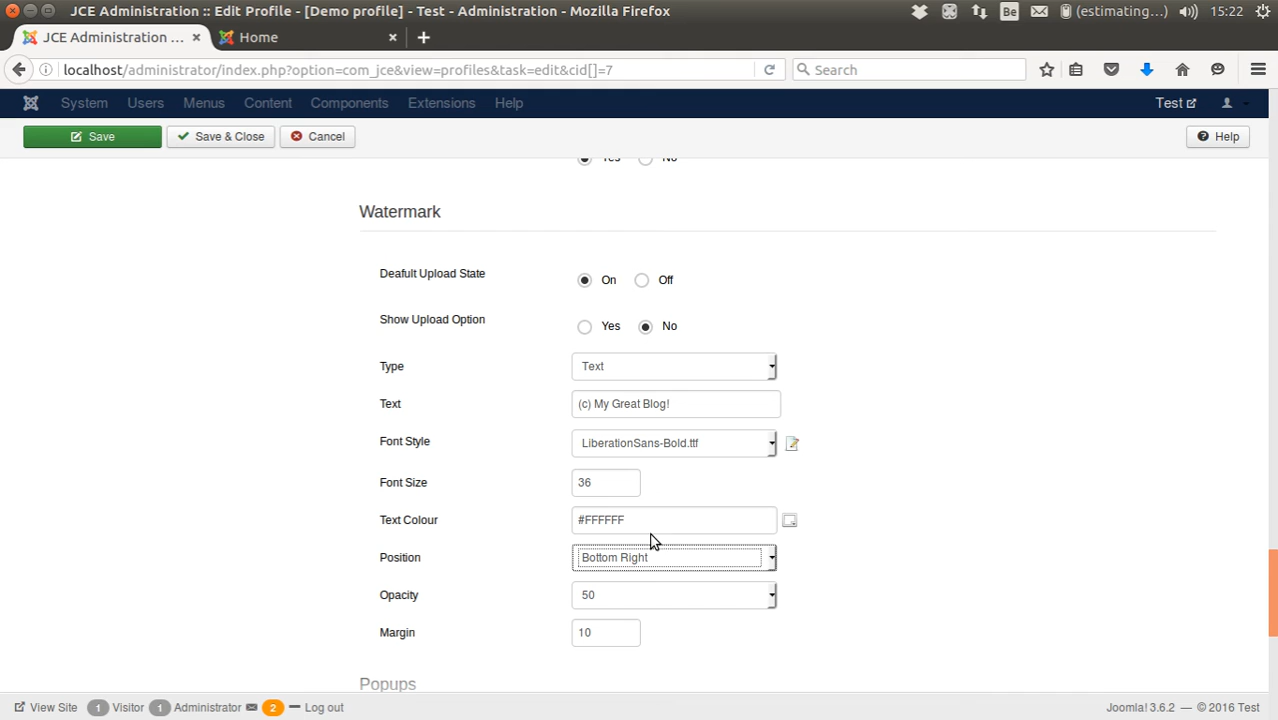 JCE Administration :: Edit Profile - [Demo profile] - Test - Administration - Mozilla Firefox
Be
(estimating...)
15:22
JCE Administration ...
Home
localhost/administrator/index.php?option=com_jce&view=profiles&task=edit&cid[]=7
Search
System Users Menus Content Components Extensions Help
Test
Save
Save & Close
Cancel
Help
Yes No
Watermark
Deafult Upload State
On Off
Show Upload Option
Yes No
Type
Text
Text
(c) My Great Blog!
Font Style
LiberationSans-Bold.ttf
Font Size
36
Text Colour
#FFFFFF
Position
Bottom Right
Opacity
50
Margin
10
Popups
View Site 1 Visitor 1 Administrator 2 Log out
Joomla! 3.6.2 — © 2016 Test